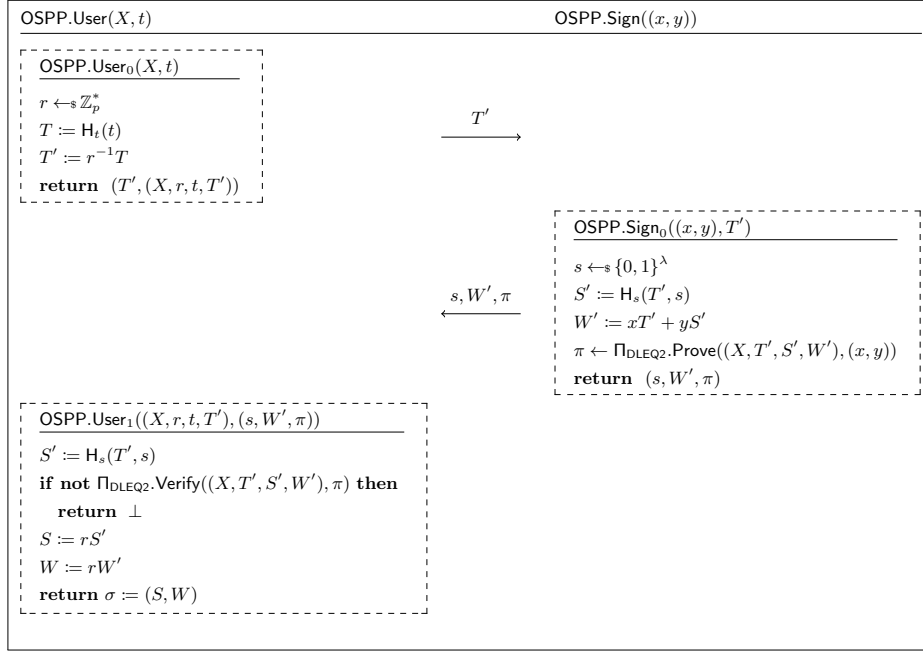 OSPP.User(X, t) OSPP.Sign((x, y))
OSPP.User₀(X, t)
r ←$ ℤ*ₚ
T := Hₜ(t)
T′ := r⁻¹T
return (T′, (X, r, t, T′))
T′
OSPP.Sign₀((x, y), T′)
s ←$ {0, 1}^λ
S′ := Hₛ(T′, s)
W′ := xT′ + yS′
π ← Π_DLEQ2.Prove((X, T′, S′, W′), (x, y))
return (s, W′, π)
s, W′, π
OSPP.User₁((X, r, t, T′), (s, W′, π))
S′ := Hₛ(T′, s)
if not Π_DLEQ2.Verify((X, T′, S′, W′), π) then
return ⊥
S := rS′
W := rW′
return σ := (S, W)